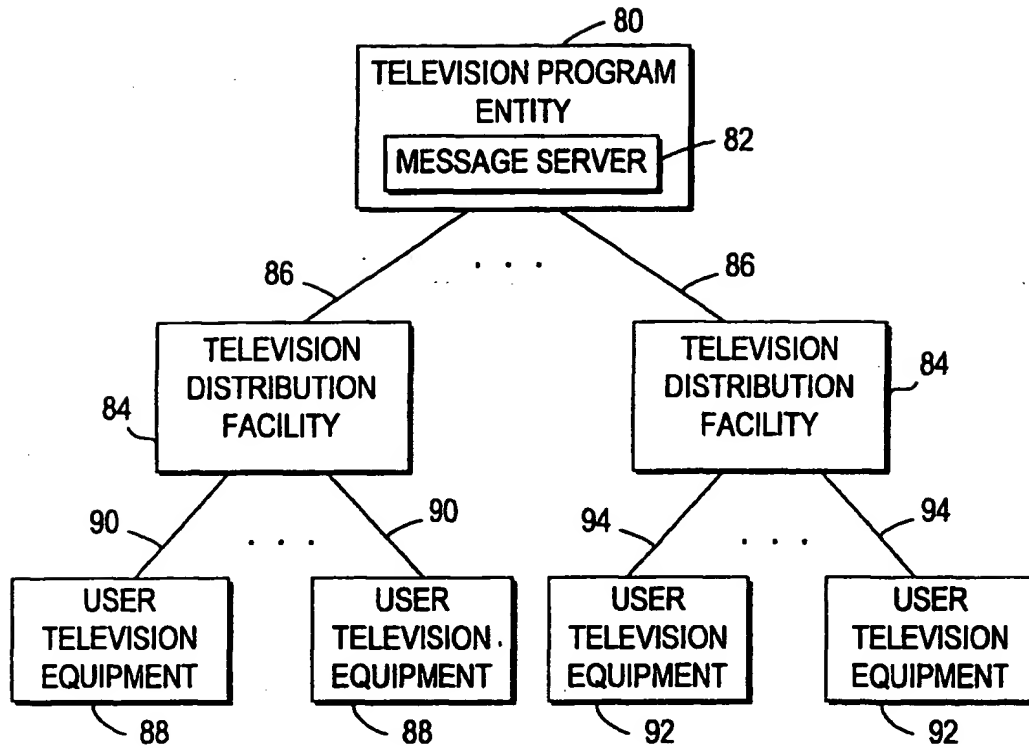 80
TELEVISION PROGRAM
ENTITY
MESSAGE SERVER
82
86
86
TELEVISION
DISTRIBUTION
FACILITY
84
TELEVISION
DISTRIBUTION
FACILITY
84
90
90
94
94
USER
TELEVISION
EQUIPMENT
88
USER
TELEVISION
EQUIPMENT
88
USER
TELEVISION
EQUIPMENT
92
USER
TELEVISION
EQUIPMENT
92